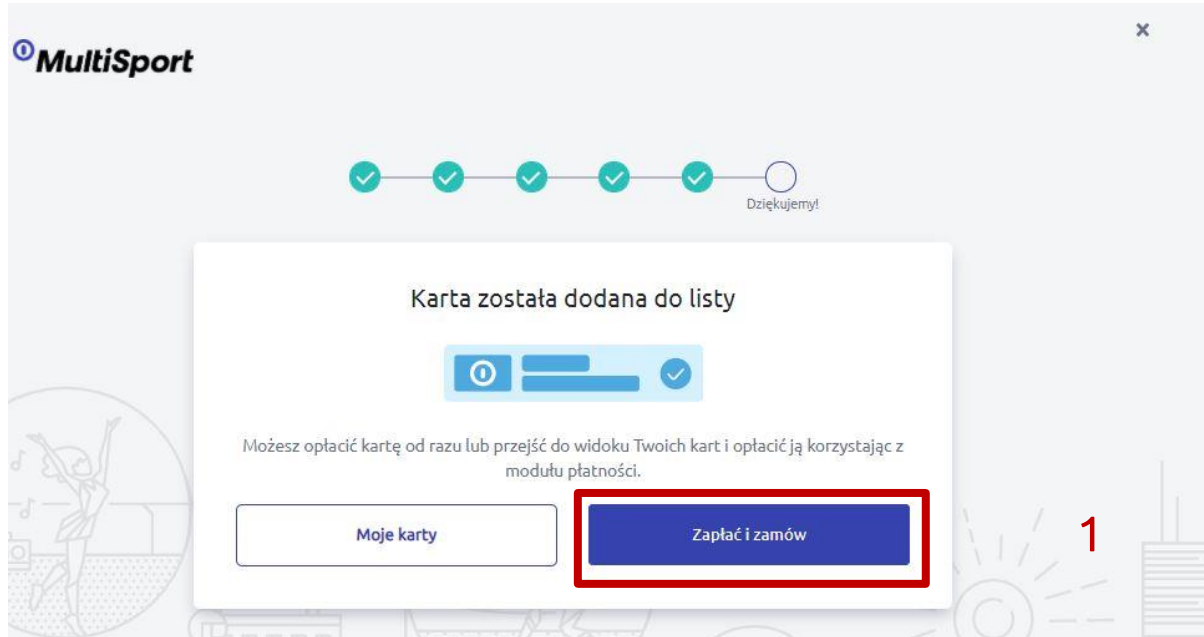 MultiSport
Dziękujemy!
Karta została dodana do listy
Możesz opłacić kartę od razu lub przejść do widoku Twoich kart i opłacić ją korzystając z
modułu płatności.
Moje karty
Zapłać i zamów
1